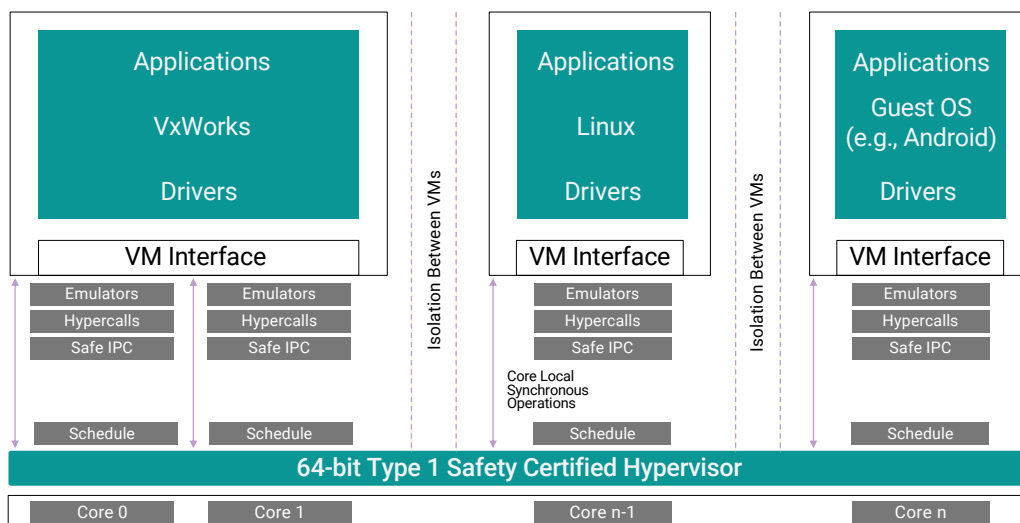 Applications
VxWorks
Drivers
VM Interface
Emulators
Hypercalls
Safe IPC
Emulators
Hypercalls
Safe IPC
Schedule
Schedule
Isolation Between VMs
Applications
Linux
Drivers
VM Interface
Emulators
Hypercalls
Safe IPC
Core Local
Synchronous
Operations
Schedule
Isolation Between VMs
Applications
Guest OS
(e.g., Android)
Drivers
VM Interface
Emulators
Hypercalls
Safe IPC
Schedule
64-bit Type 1 Safety Certified Hypervisor
Core 0
Core 1
Core n-1
Core n